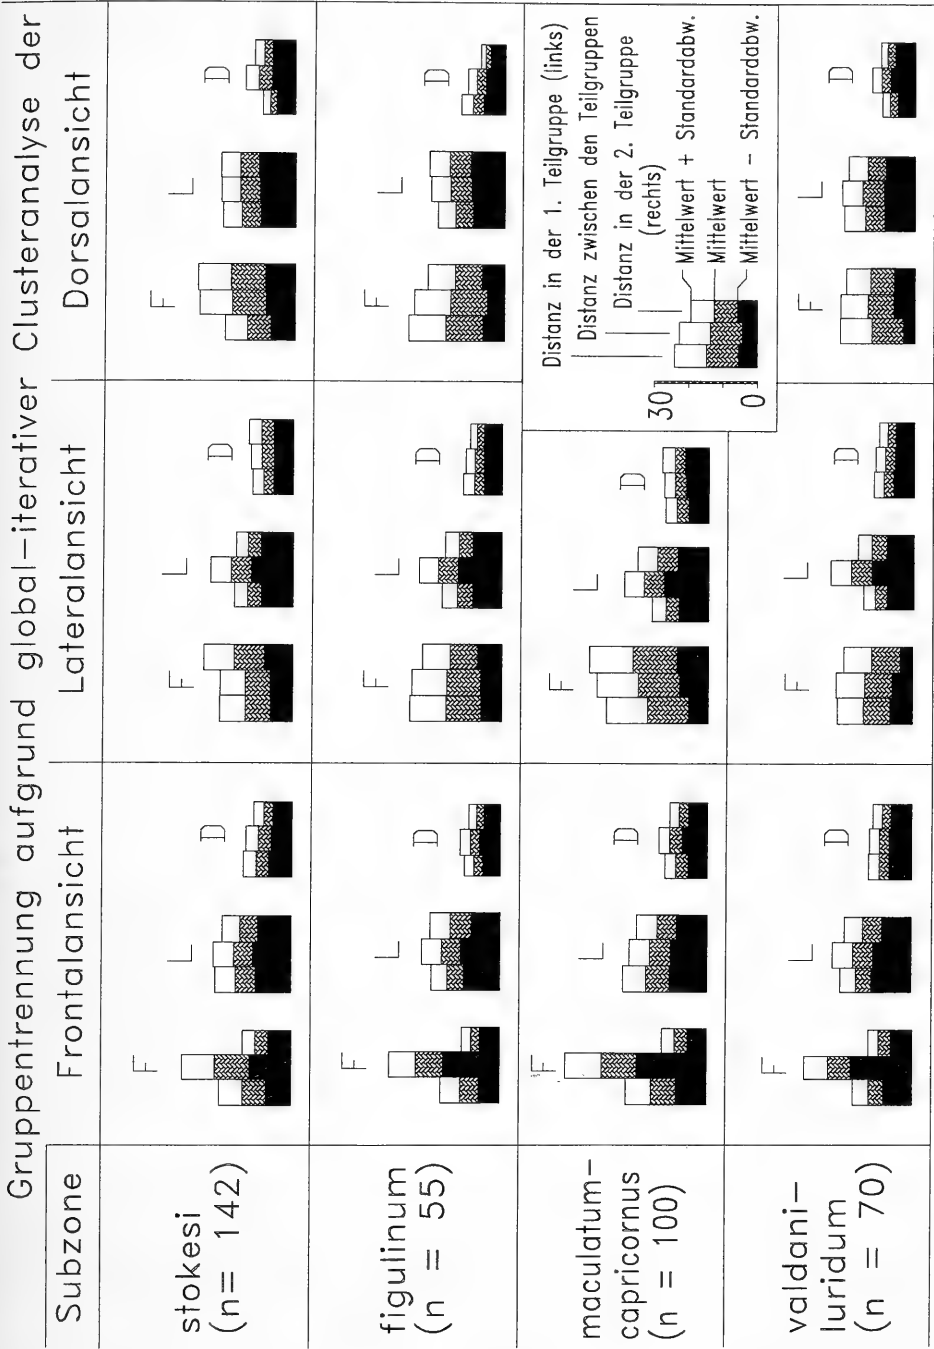 Gruppentrennung aufgrund global-iterativer Clusteranalyse der
Subzone Frontalansicht Lateralansicht Dorsalansicht
stokesi
(n= 142)
F L D F L D F L D
figulinum
(n = 55)
F L D F L D F L D
maculatum-
capricornus
(n = 100)
F L D F L D
Distanz in der 1. Teilgruppe (links)
Distanz zwischen den Teilgruppen
Distanz in der 2. Teilgruppe
(rechts)
30
0
Mittelwert + Standardabw.
Mittelwert
Mittelwert - Standardabw.
valdani-
luridum
(n = 70)
F L D F L D F L D